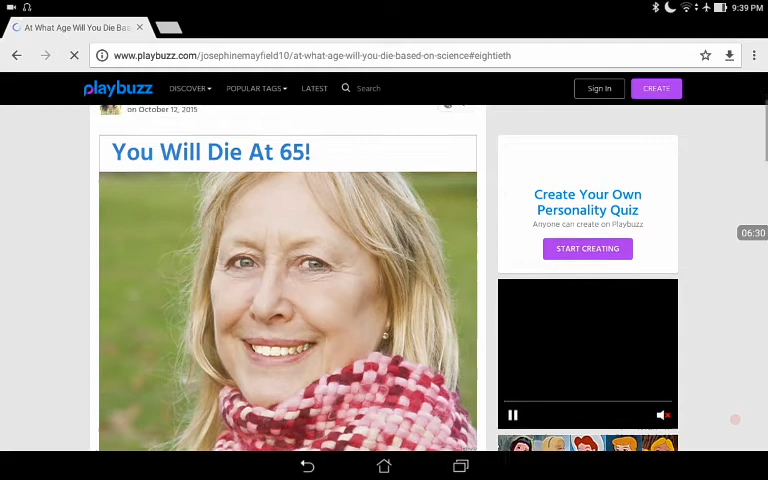 9:39 PM
At What Age Will You Die Bas
www.playbuzz.com/josephinemayfield10/at-what-age-will-you-die-based-on-science#eightieth
playbuzz DISCOVER POPULAR TAGS LATEST Search Sign In CREATE
on October 12, 2015
You Will Die At 65!
Create Your Own
Personality Quiz
Anyone can create on Playbuzz
START CREATING
06:30